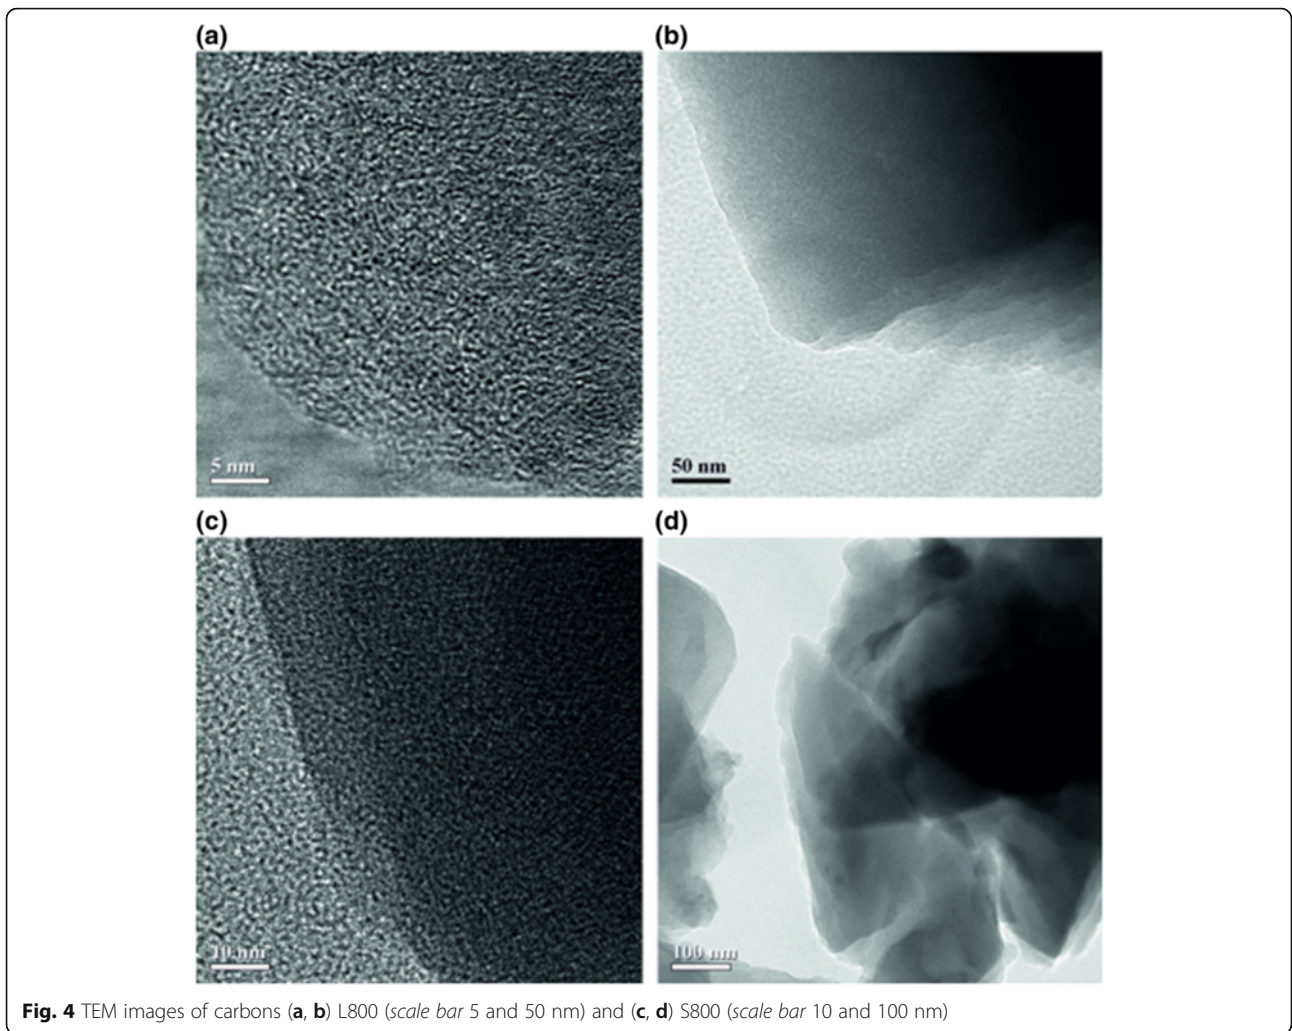 (a)
(b)
5 nm
50 nm
(c)
(d)
10 nm
100 nm
Fig. 4 TEM images of carbons (a, b) L800 (scale bar 5 and 50 nm) and (c, d) S800 (scale bar 10 and 100 nm)